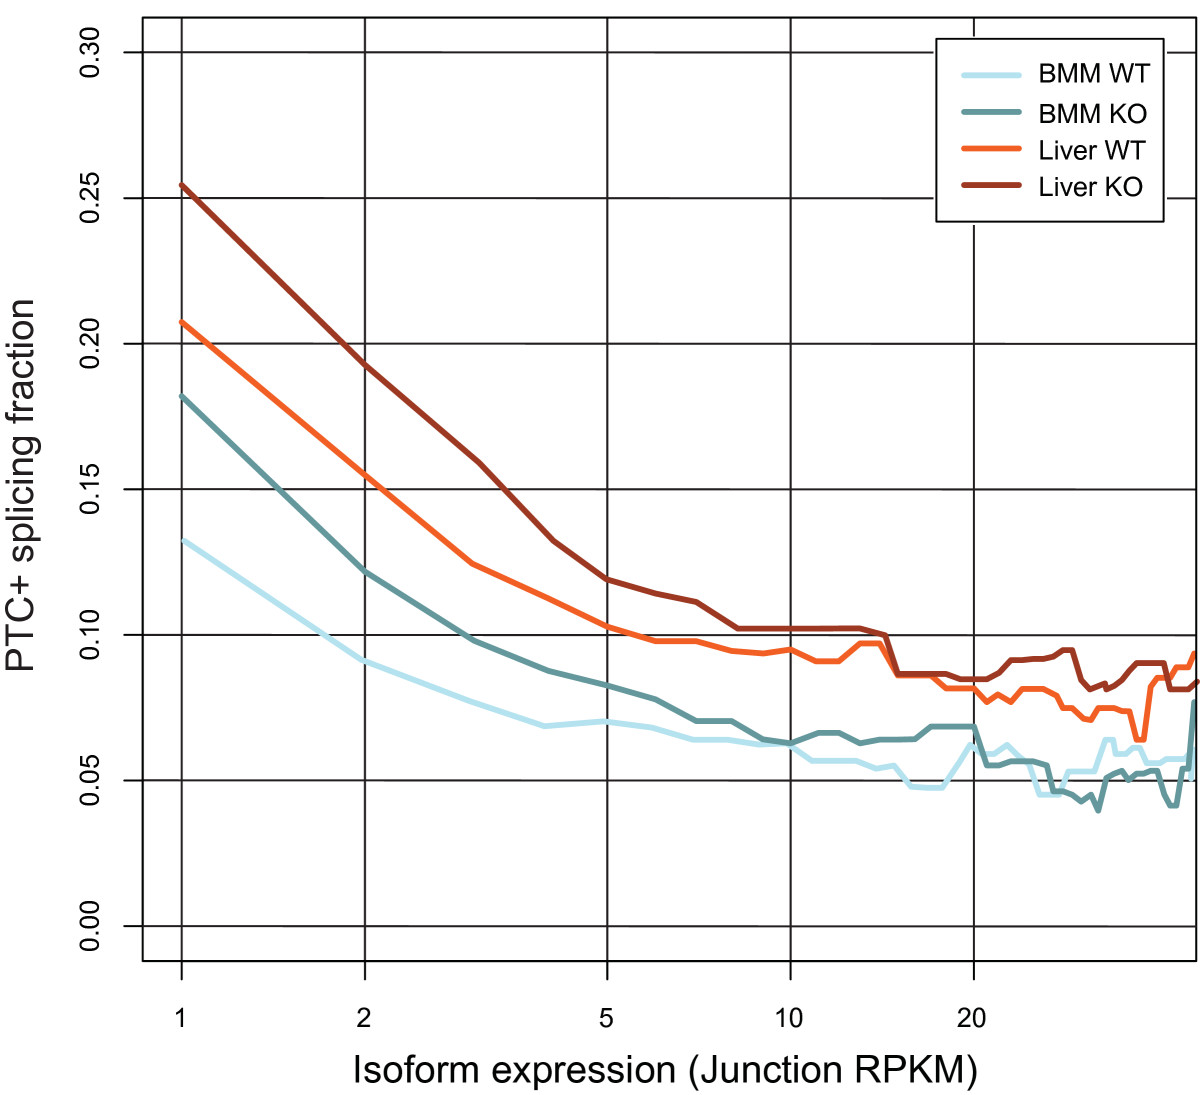 BMM WT
BMM KO
Liver WT
Liver KO
PTC+ splicing fraction
0.30
0.25
0.20
0.15
0.10
0.05
0.00
1 2 5 10 20
Isoform expression (Junction RPKM)